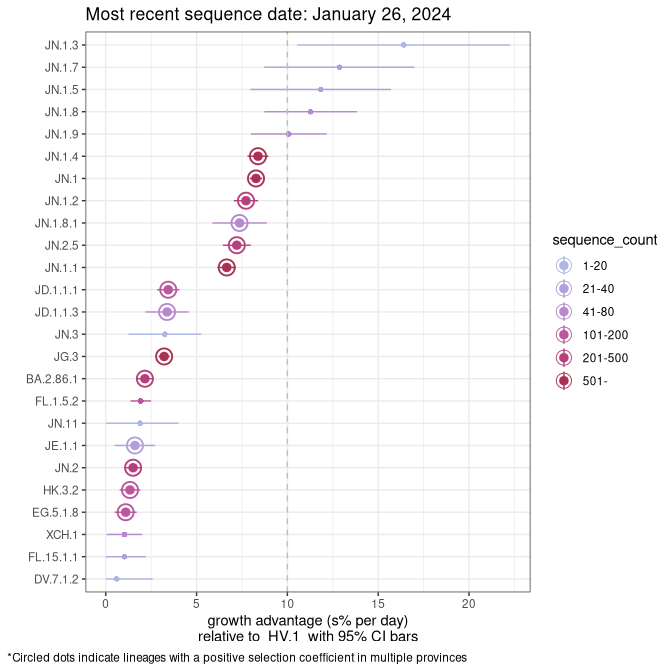 Most recent sequence date: January 26, 2024
JN.1.3
JN.1.7
JN.1.5
JN.1.8
JN.1.9
JN.1.4
JN.1
JN.1.2
JN.1.8.1
JN.2.5
JN.1.1
JD.1.1.1
JD.1.1.3
JN.3
JG.3
BA.2.86.1
FL.1.5.2
JN.11
JE.1.1
JN.2
HK.3.2
EG.5.1.8
XCH.1
FL.15.1.1
DV.7.1.2
0 5 10 15 20
growth advantage (s% per day)
relative to HV.1 with 95% CI bars
sequence_count
1-20
21-40
41-80
101-200
201-500
501-
*Circled dots indicate lineages with a positive selection coefficient in multiple provinces